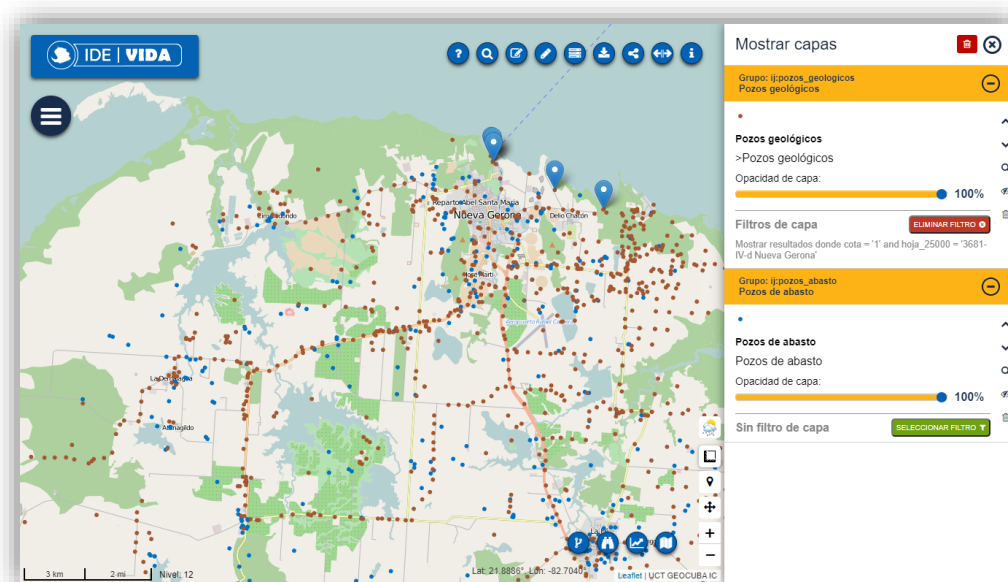 IDE | VIDA
Mostrar capas
Grupo: ij:pozos_geologicos
Pozos geológicos
Pozos geológicos
>Pozos geológicos
Opacidad de capa:
100%
Filtros de capa
ELIMINAR FILTRO
Mostrar resultados donde cota = '1' and hoja_25000 = '3681-
IV-d Nueva Gerona'
Grupo: ij:pozos_abasto
Pozos de abasto
Pozos de abasto
Pozos de abasto
Opacidad de capa:
100%
Sin filtro de capa
SELECCIONAR FILTRO
Reparto Abel Santa María
Nueva Gerona
Delio Chacón
José Martí
3 km
2 mi
Nivel: 12
Lat: 21.8886°, Lon: -82.7040°
Leaflet | UCT GEOCUBA IC